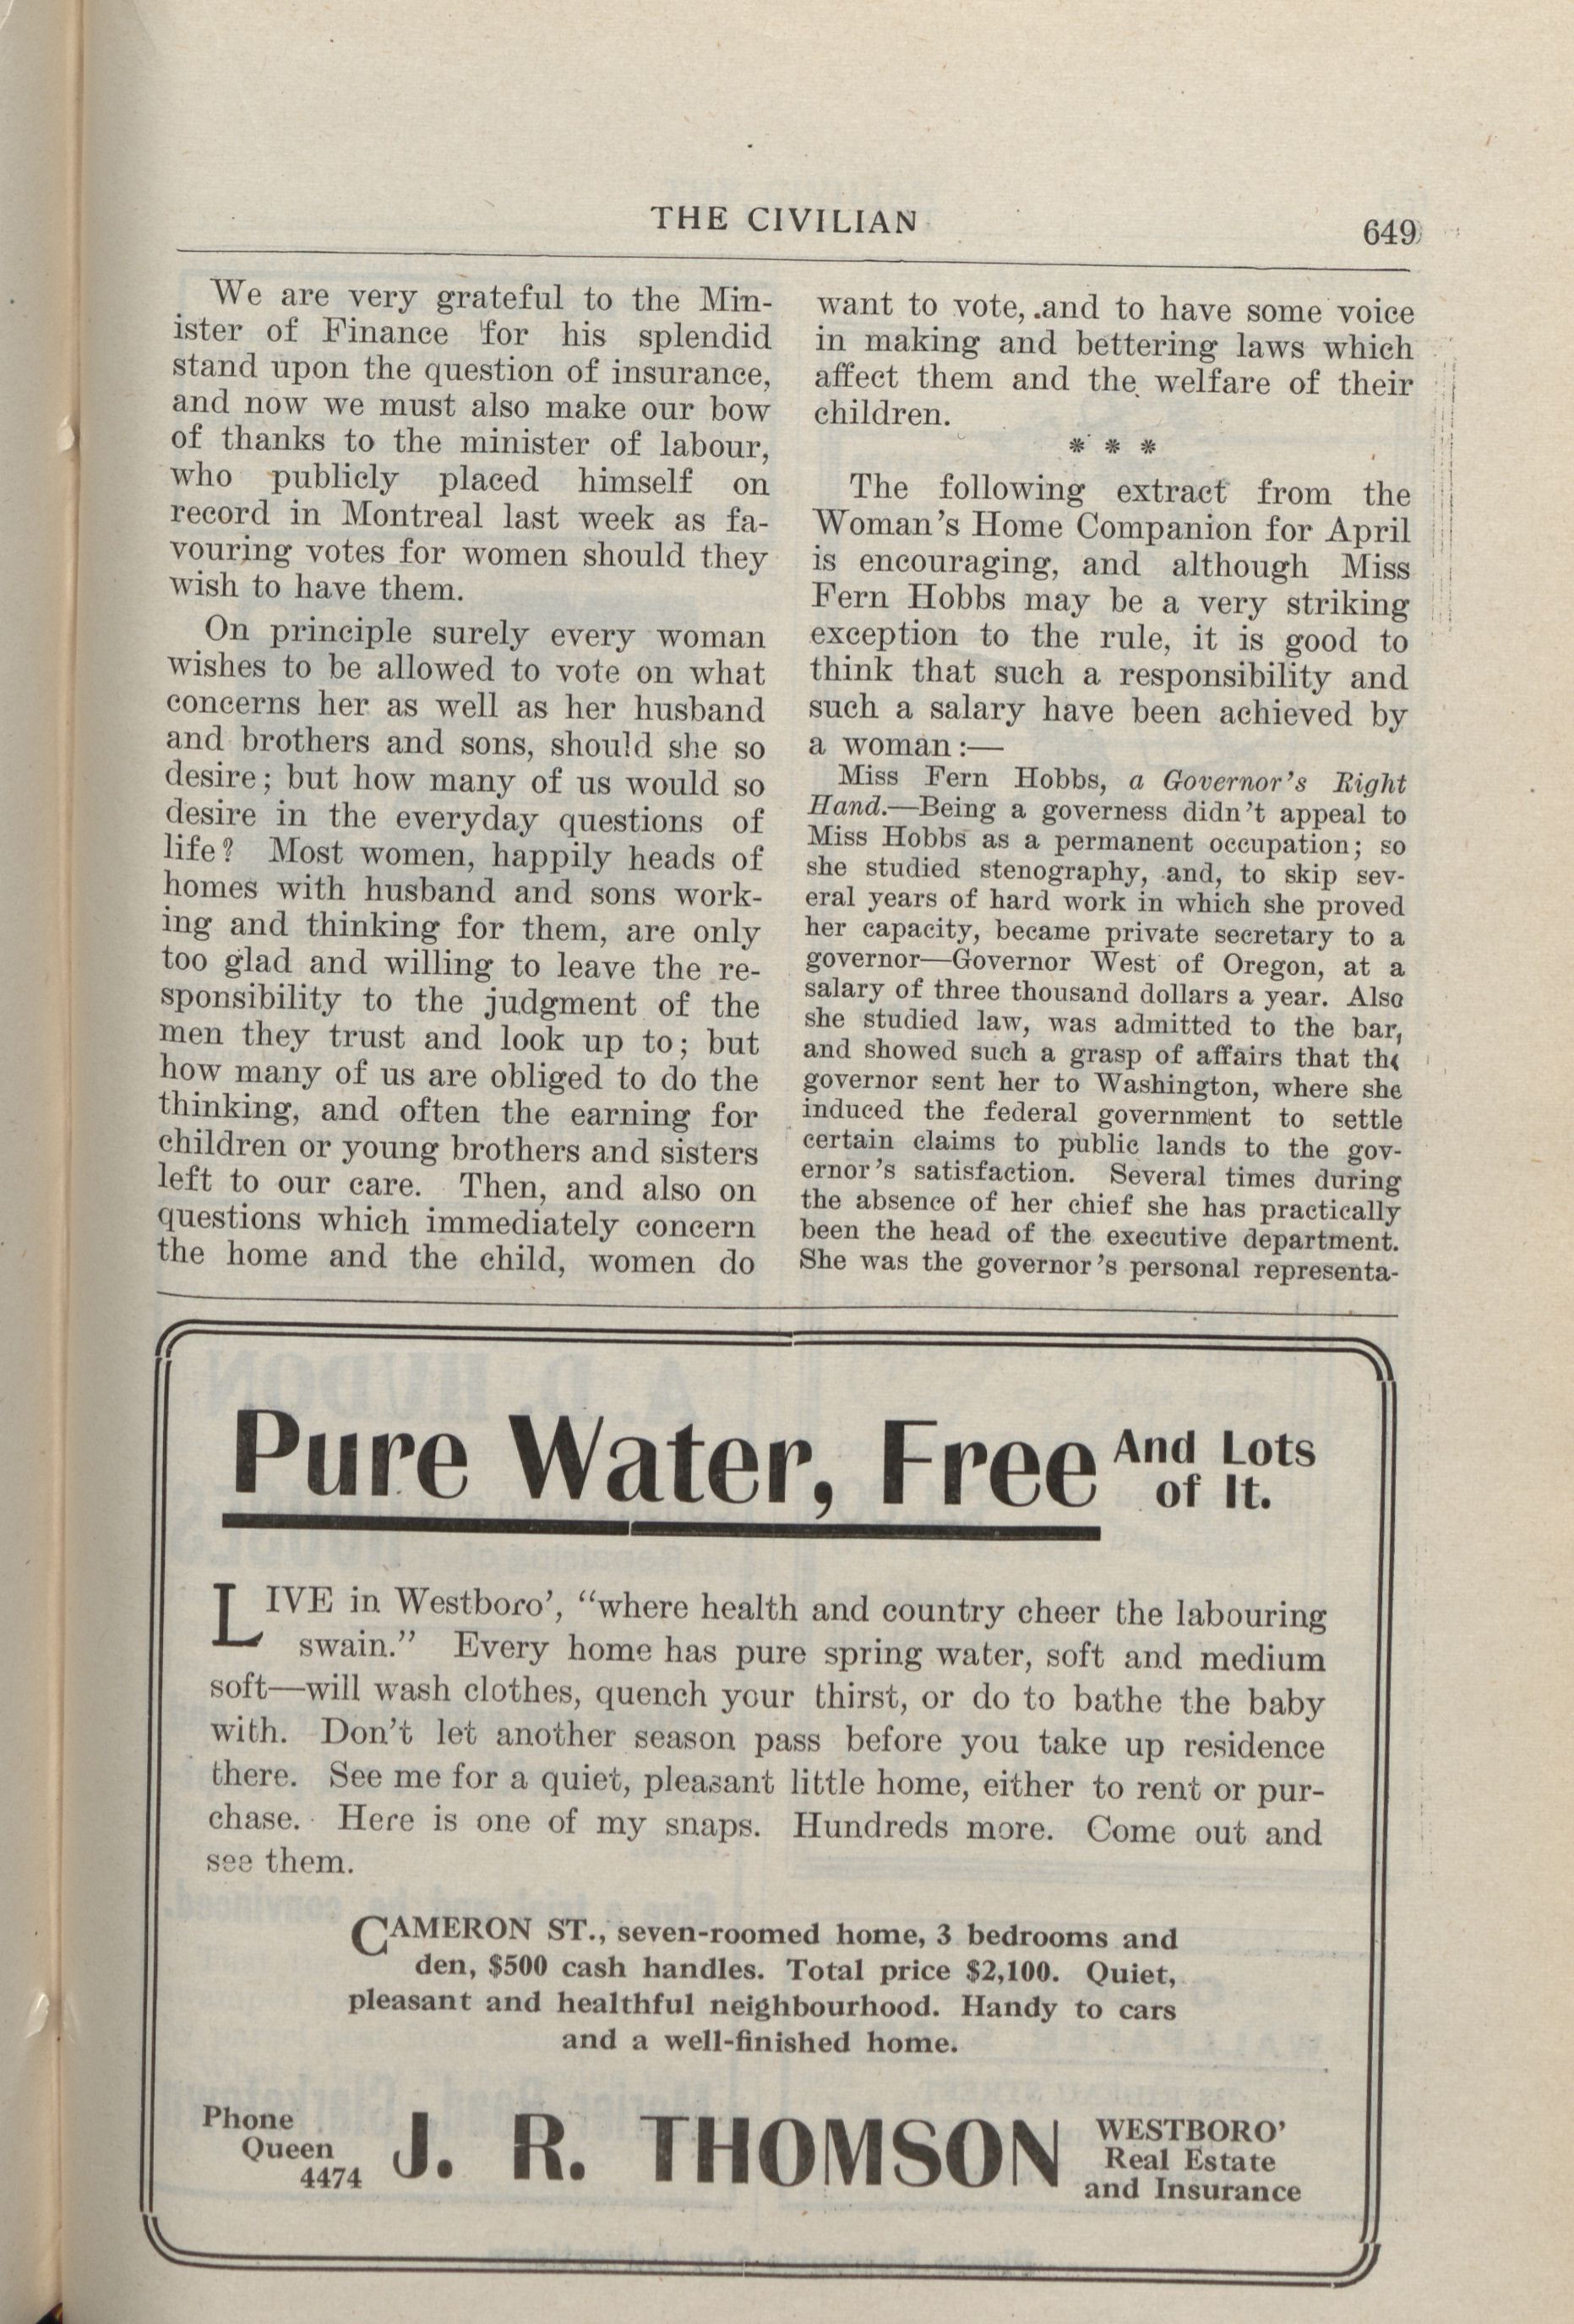 THE CIVILIAN
649
We are very grateful to the Min-
ister of Finance for his splendid
stand upon the question of insurance,
and now we must also make our bow
of thanks to the minister of labour,
who publicly placed himself on
record in Montreal last week as fa-
vouring votes for women should they
wish to have them.
On principle surely every woman
wishes to be allowed to vote on what
concerns her as well as her husband
and brothers and sons, should she so
desire; but how many of us would so
desire in the everyday questions of
life? Most women, happily heads of
homes with husband and sons work-
ing and thinking for them, are only
too glad and willing to leave the re-
sponsibility to the judgment of the
men they trust and look up to; but
how many of us are obliged to do the
thinking, and often the earning for
children or young brothers and sisters
left to our care. Then, and also on
questions which immediately concern
the home and the child, women do
want to vote, and to have some voice
in making and bettering laws which
affect them and the welfare of their
children.
* * *
The following extract from the
Woman's Home Companion for April
is encouraging, and although Miss
Fern Hobbs may be a very striking
exception to the rule, it is good to
think that such a responsibility and
such a salary have been achieved by
a woman:—
Miss Fern Hobbs, a Governor's Right
Hand.—Being a governess didn't appeal to
Miss Hobbs as a permanent occupation; so
she studied stenography, and, to skip sev-
eral years of hard work in which she proved
her capacity, became private secretary to a
governor—Governor West of Oregon, at a
salary of three thousand dollars a year. Also
she studied law, was admitted to the bar,
and showed such a grasp of affairs that the
governor sent her to Washington, where she
induced the federal government to settle
certain claims to public lands to the gov-
ernor's satisfaction. Several times during
the absence of her chief she has practically
been the head of the executive department.
She was the governor's personal representa-
Pure Water, Free And Lots
of It.
LIVE in Westboro', "where health and country cheer the labouring
swain." Every home has pure spring water, soft and medium
soft—will wash clothes, quench your thirst, or do to bathe the baby
with. Don't let another season pass before you take up residence
there. See me for a quiet, pleasant little home, either to rent or pur-
chase. Here is one of my snaps. Hundreds more. Come out and
see them.
CAMERON ST., seven-roomed home, 3 bedrooms and
den, $500 cash handles. Total price $2,100. Quiet,
pleasant and healthful neighbourhood. Handy to cars
and a well-finished home.
Phone
Queen
4474
J. R. THOMSON
WESTBORO'
Real Estate
and Insurance